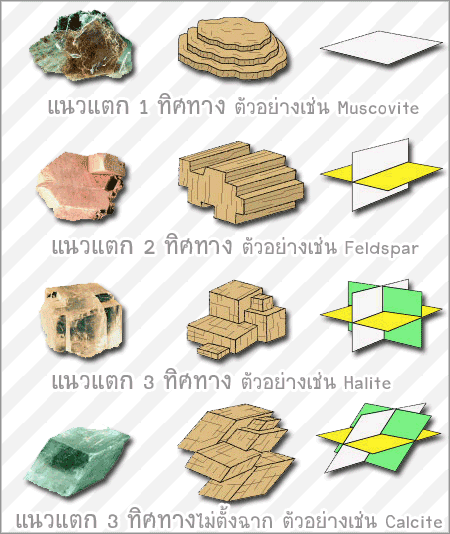 แนวแตก 1 ทิศทาง ตัวอย่างเช่น Muscovite
แนวแตก 2 ทิศทาง ตัวอย่างเช่น Feldspar
แนวแตก 3 ทิศทาง ตัวอย่างเช่น Halite
แนวแตก 3 ทิศทางไม่ตั้งฉาก ตัวอย่างเช่น Calcite